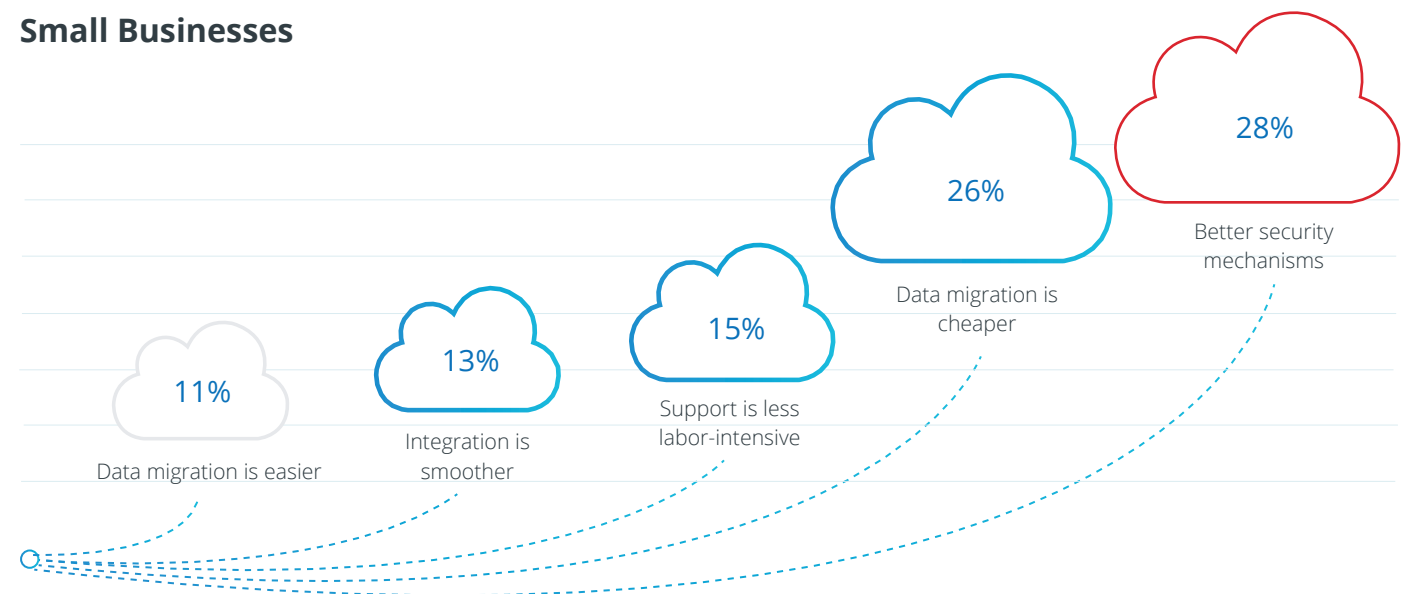 Small Businesses
11%
Data migration is easier
13%
Integration is
smoother
15%
Support is less
labor-intensive
26%
Data migration is
cheaper
28%
Better security
mechanisms